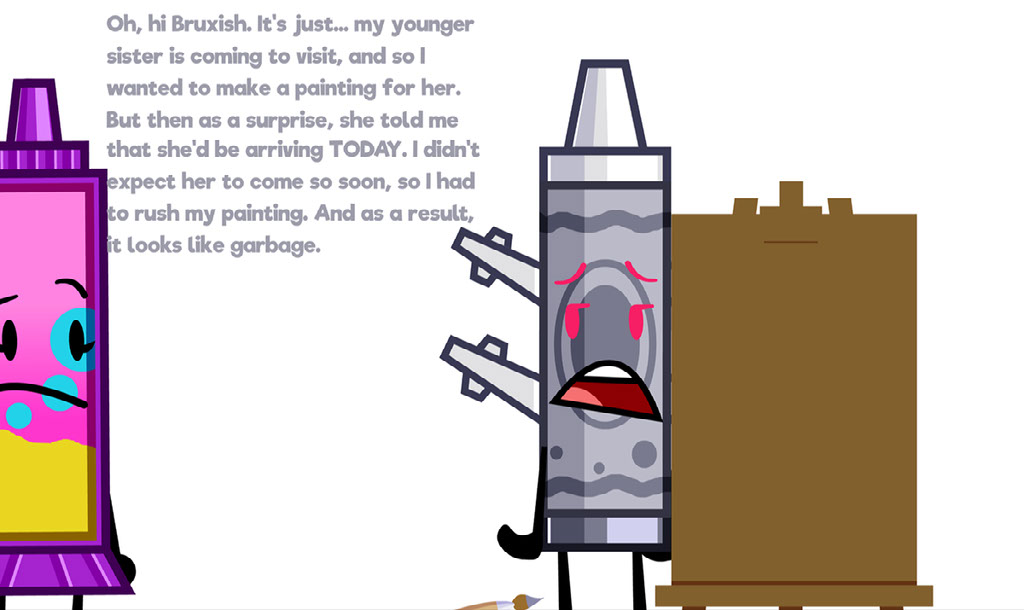 Oh, hi Bruxish. It's just... my younger
sister is coming to visit, and so I
wanted to make a painting for her.
But then as a surprise, she told me
that she'd be arriving TODAY. I didn't
expect her to come so soon, so I had
to rush my painting. And as a result,
it looks like garbage.